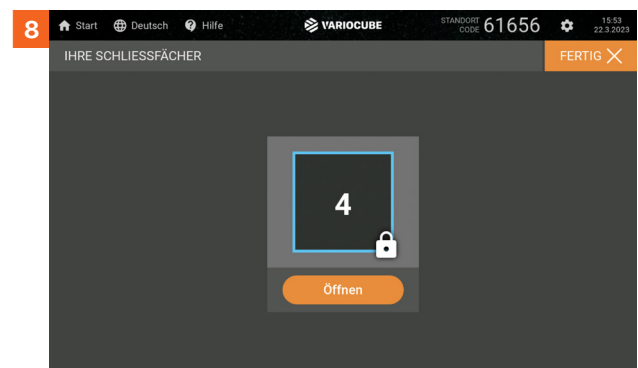 8
Start Deutsch Hilfe VARIOCUBE STANDORT CODE 61656 15:53 22.3.2023
IHRE SCHLIESSFÄCHER FERTIG
4
Öffnen